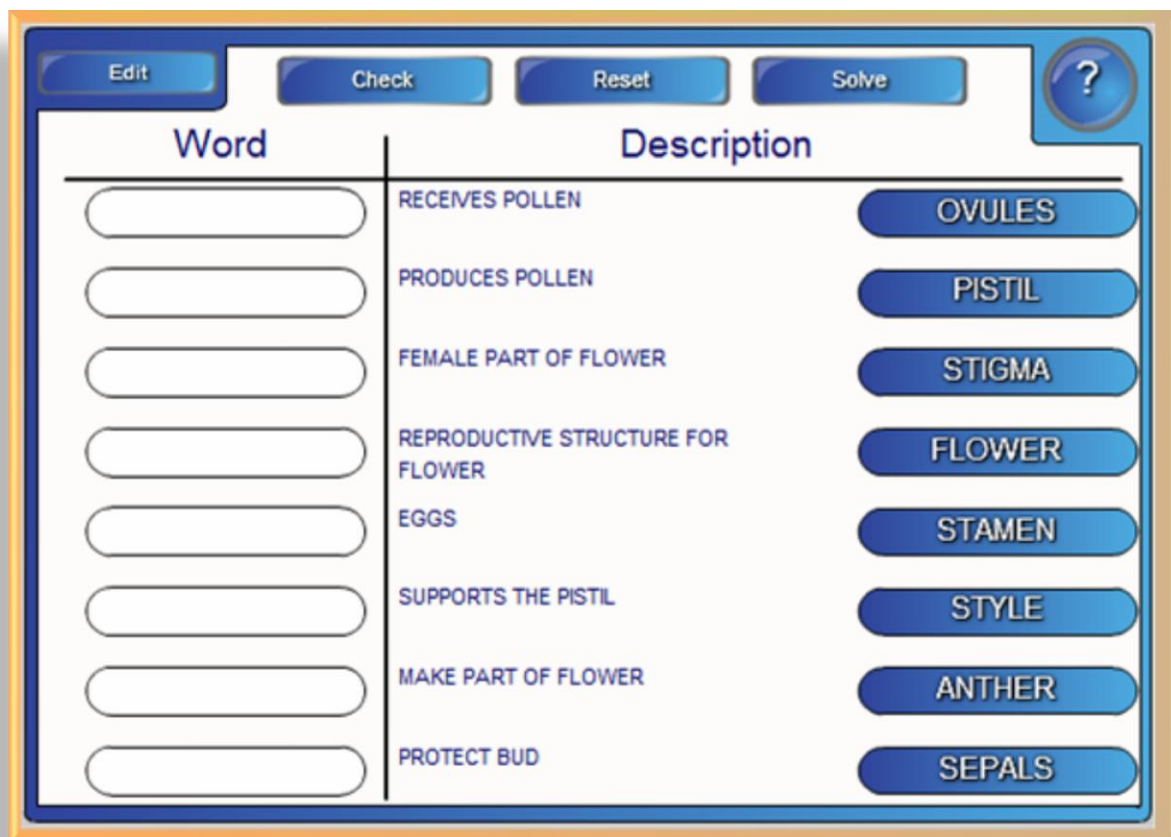 Edit
Check
Reset
Solve
?
Word
Description
RECEIVES POLLEN
OVULES
PRODUCES POLLEN
PISTIL
FEMALE PART OF FLOWER
STIGMA
REPRODUCTIVE STRUCTURE FOR
FLOWER
FLOWER
EGGS
STAMEN
SUPPORTS THE PISTIL
STYLE
MAKE PART OF FLOWER
ANTHER
PROTECT BUD
SEPALS